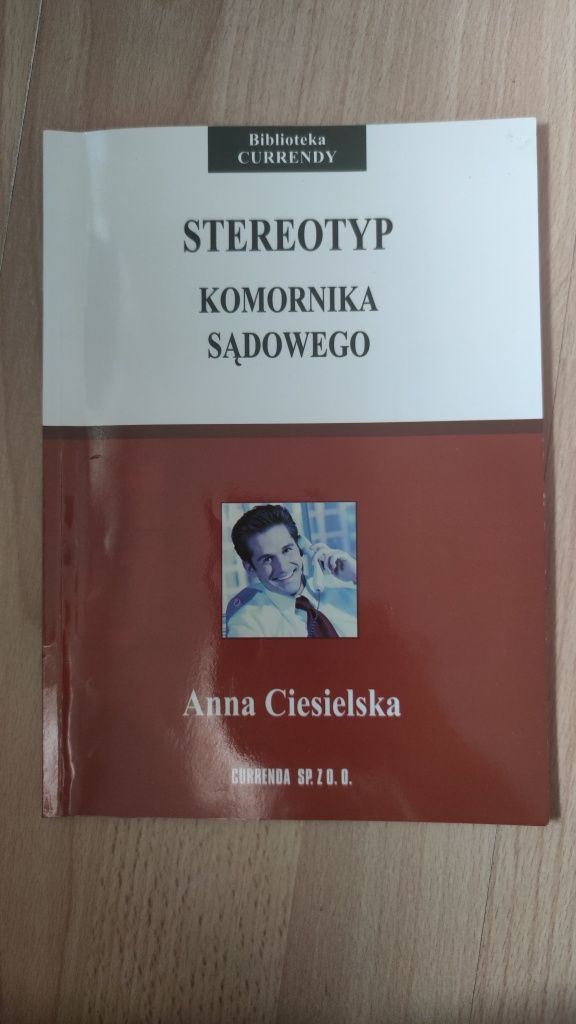 Biblioteka
CURRENDY
STEREOTYP
KOMORNIKA
SĄDOWEGO
Anna Ciesielska
CURRENDA SP. Z O. O.